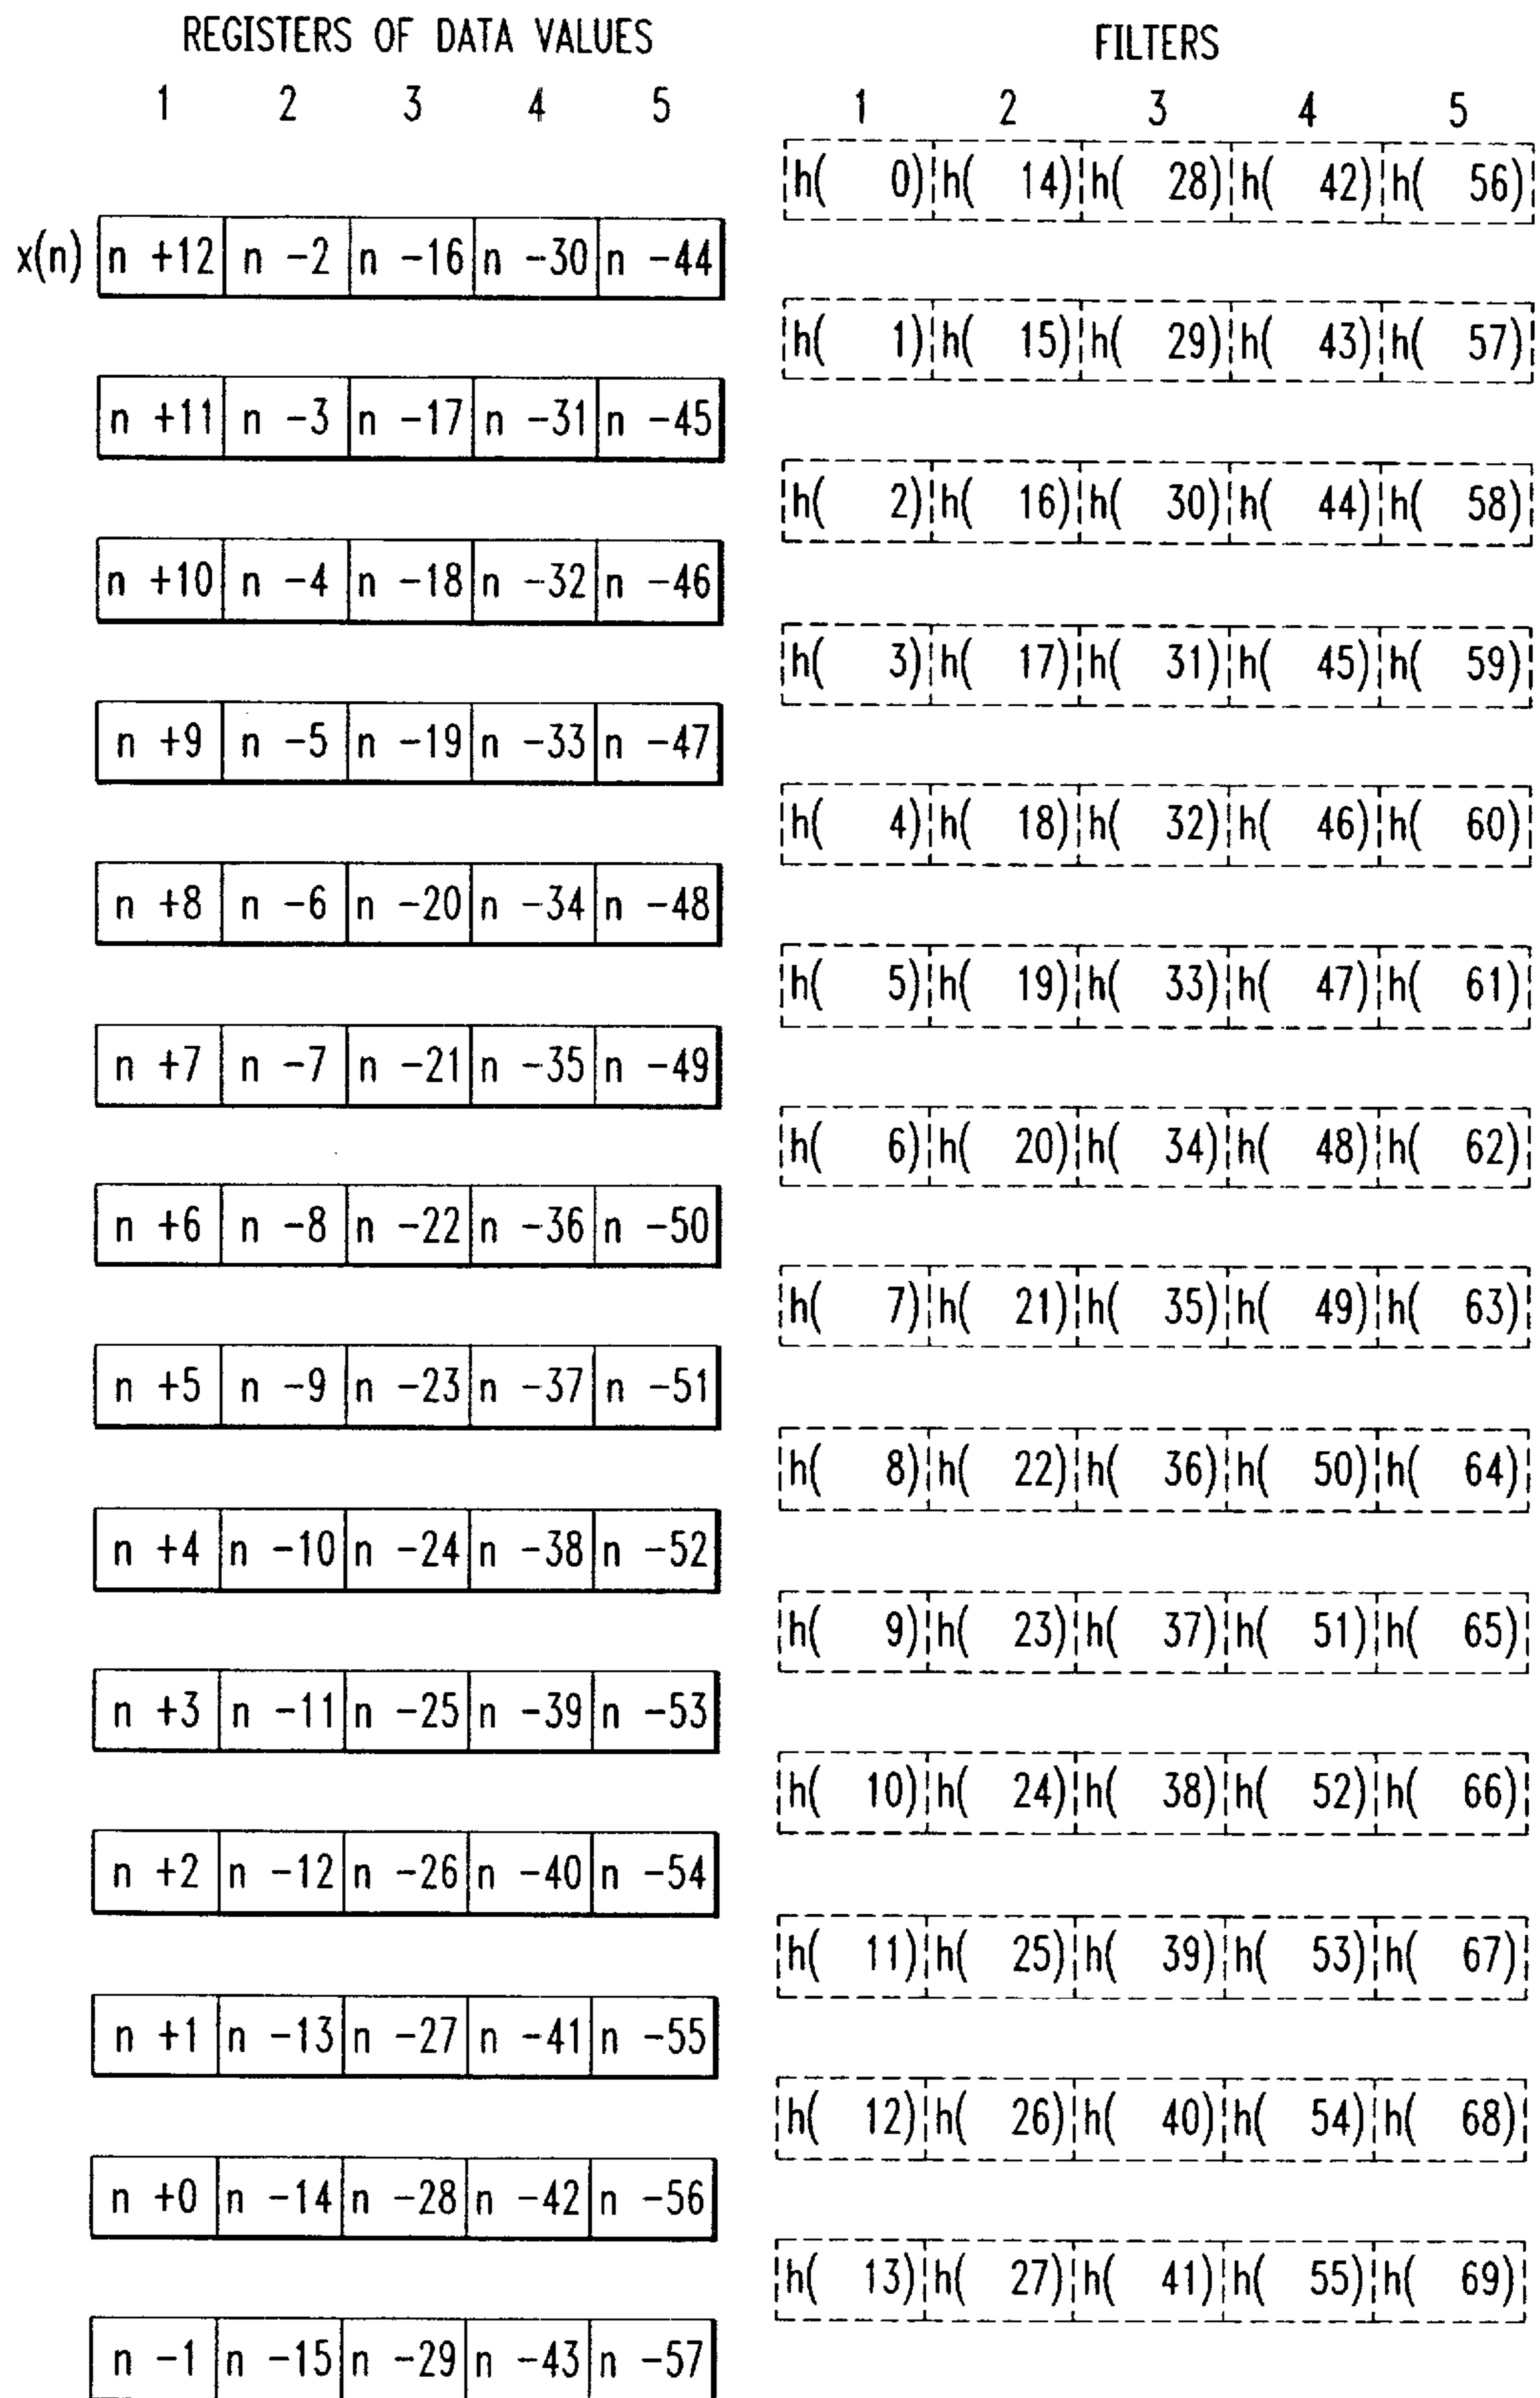 REGISTERS OF DATA VALUES
1 2 3 4 5
x(n) n +12 n -2 n -16 n -30 n -44
n +11 n -3 n -17 n -31 n -45
n +10 n -4 n -18 n -32 n -46
n +9 n -5 n -19 n -33 n -47
n +8 n -6 n -20 n -34 n -48
n +7 n -7 n -21 n -35 n -49
n +6 n -8 n -22 n -36 n -50
n +5 n -9 n -23 n -37 n -51
n +4 n -10 n -24 n -38 n -52
n +3 n -11 n -25 n -39 n -53
n +2 n -12 n -26 n -40 n -54
n +1 n -13 n -27 n -41 n -55
n +0 n -14 n -28 n -42 n -56
n -1 n -15 n -29 n -43 n -57
FILTERS
1 2 3 4 5
h( 0) h( 14) h( 28) h( 42) h( 56)
h( 1) h( 15) h( 29) h( 43) h( 57)
h( 2) h( 16) h( 30) h( 44) h( 58)
h( 3) h( 17) h( 31) h( 45) h( 59)
h( 4) h( 18) h( 32) h( 46) h( 60)
h( 5) h( 19) h( 33) h( 47) h( 61)
h( 6) h( 20) h( 34) h( 48) h( 62)
h( 7) h( 21) h( 35) h( 49) h( 63)
h( 8) h( 22) h( 36) h( 50) h( 64)
h( 9) h( 23) h( 37) h( 51) h( 65)
h( 10) h( 24) h( 38) h( 52) h( 66)
h( 11) h( 25) h( 39) h( 53) h( 67)
h( 12) h( 26) h( 40) h( 54) h( 68)
h( 13) h( 27) h( 41) h( 55) h( 69)